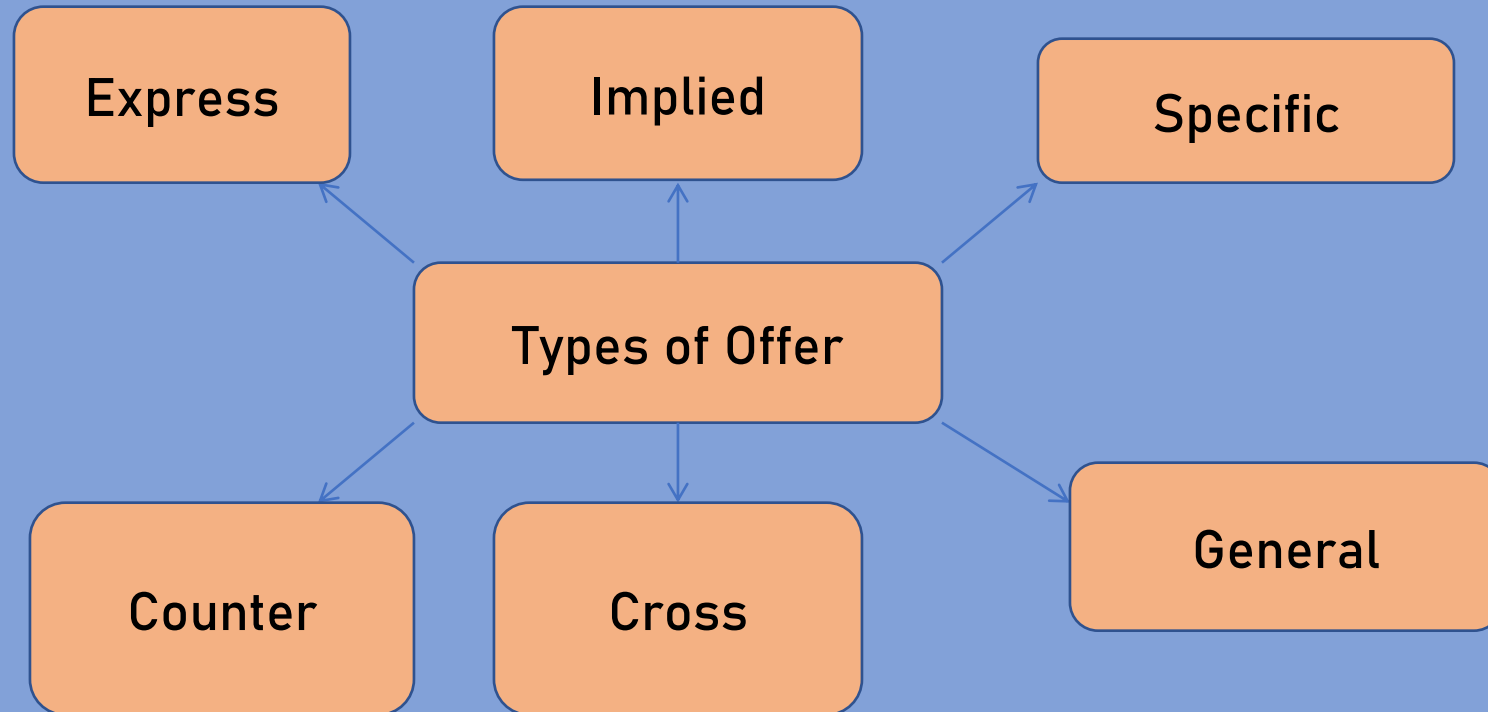 Express
Implied
Specific
Types of Offer
Counter
Cross
General